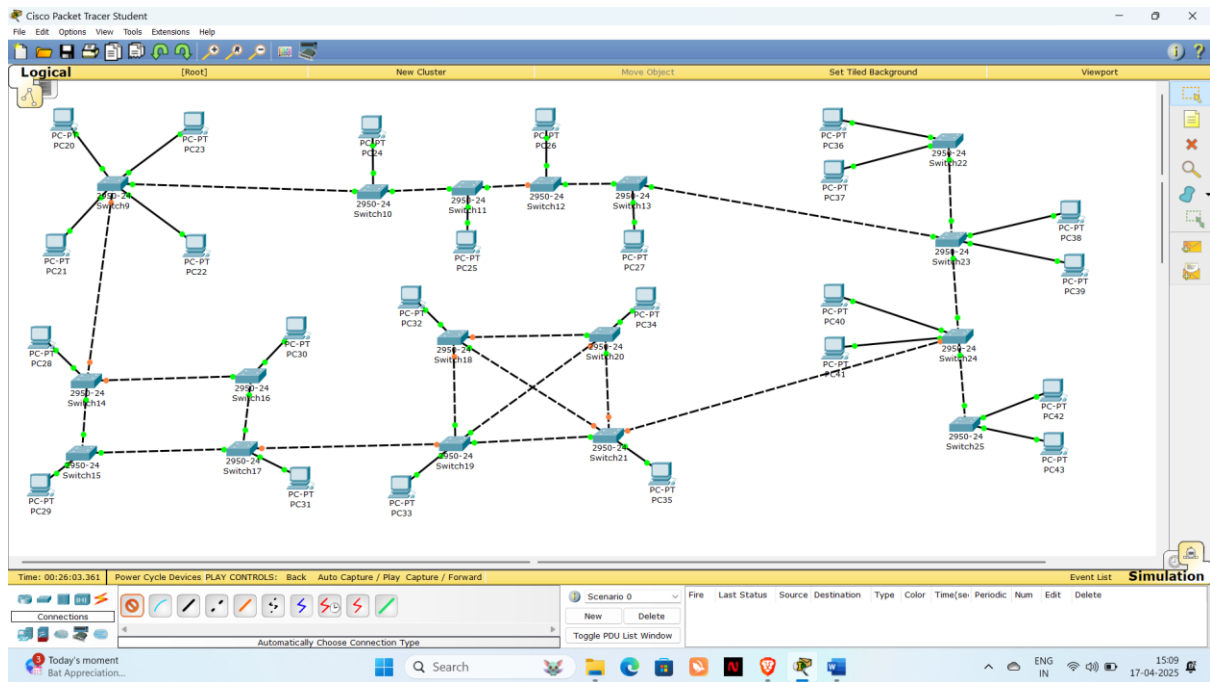 Cisco Packet Tracer Student
File Edit Options View Tools Extensions Help
Logical [Root] New Cluster Move Object Set Tiled Background Viewport
PC-PT
PC20
PC-PT
PC23
PC-PT
PC24
PC-PT
PC26
PC-PT
PC36
2950-24
Switch22
PC-PT
PC37
2950-24
Switch9
2950-24
Switch10
2950-24
Switch11
2950-24
Switch12
2950-24
Switch13
PC-PT
PC38
PC-PT
PC21
PC-PT
PC22
PC-PT
PC25
PC-PT
PC27
2950-24
Switch23
PC-PT
PC39
PC-PT
PC32
PC-PT
PC34
PC-PT
PC40
PC-PT
PC28
PC-PT
PC30
2950-24
Switch18
2950-24
Switch20
PC-PT
PC41
2950-24
Switch24
2950-24
Switch14
2950-24
Switch16
PC-PT
PC42
2950-24
Switch15
2950-24
Switch17
2950-24
Switch19
2950-24
Switch21
2950-24
Switch25
PC-PT
PC43
PC-PT
PC29
PC-PT
PC31
PC-PT
PC33
PC-PT
PC35
Time: 00:26:03.361 Power Cycle Devices PLAY CONTROLS: Back Auto Capture / Play Capture / Forward Event List Simulation
Connections
Automatically Choose Connection Type
Scenario 0
New Delete
Toggle PDU List Window
Fire Last Status Source Destination Type Color Time(sec Periodic Num Edit Delete
3
Today's moment
Bat Appreciation...
Search
ENG
IN
15:09
17-04-2025